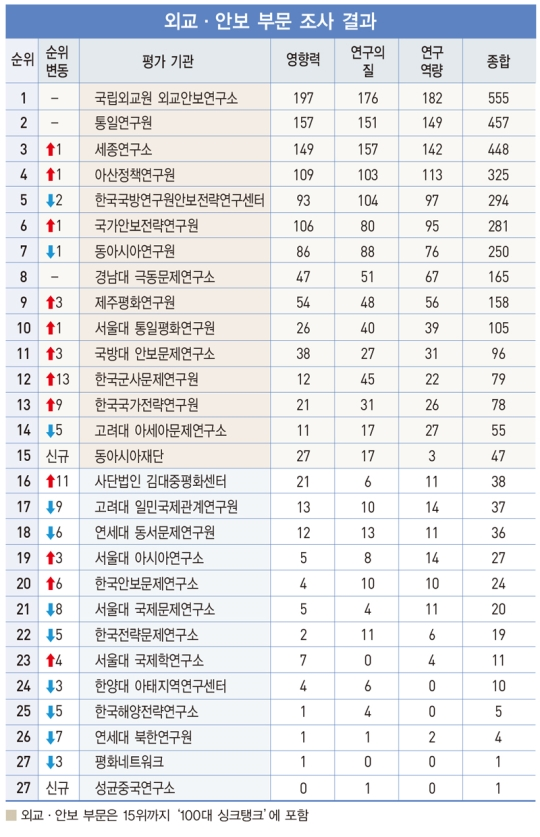 외교·안보 부문 조사 결과
순위 순위 변동 평가 기관 영향력 연구의 질 연구 역량 종합
1 – 국립외교원 외교안보연구소 197 176 182 555
2 – 통일연구원 157 151 149 457
3 ⬆1 세종연구소 149 157 142 448
4 ⬆1 아산정책연구원 109 103 113 325
5 ⬇2 한국국방연구원안보전략연구센터 93 104 97 294
6 ⬆1 국가안보전략연구원 106 80 95 281
7 ⬇1 동아시아연구원 86 88 76 250
8 – 경남대 극동문제연구소 47 51 67 165
9 ⬆3 제주평화연구원 54 48 56 158
10 ⬆1 서울대 통일평화연구원 26 40 39 105
11 ⬆3 국방대 안보문제연구소 38 27 31 96
12 ⬆13 한국군사문제연구원 12 45 22 79
13 ⬆9 한국국가전략연구원 21 31 26 78
14 ⬇5 고려대 아세아문제연구소 11 17 27 55
15 신규 동아시아재단 27 17 3 47
16 ⬆11 사단법인 김대중평화센터 21 6 11 38
17 ⬇9 고려대 일민국제관계연구원 13 10 14 37
18 ⬇6 연세대 동서문제연구원 12 13 11 36
19 ⬆3 서울대 아시아연구소 5 8 14 27
20 ⬆6 한국안보문제연구소 4 10 10 24
21 ⬇8 서울대 국제문제연구소 5 4 11 20
22 ⬇5 한국전략문제연구소 2 11 6 19
23 ⬆4 서울대 국제학연구소 7 0 4 11
24 ⬇3 한양대 아태지역연구센터 4 6 0 10
25 ⬇5 한국해양전략연구소 1 4 0 5
26 ⬇7 연세대 북한연구원 1 1 2 4
27 ⬇3 평화네트워크 1 0 0 1
27 신규 성균중국연구소 0 1 0 1
외교·안보 부문은 15위까지 '100대 싱크탱크'에 포함